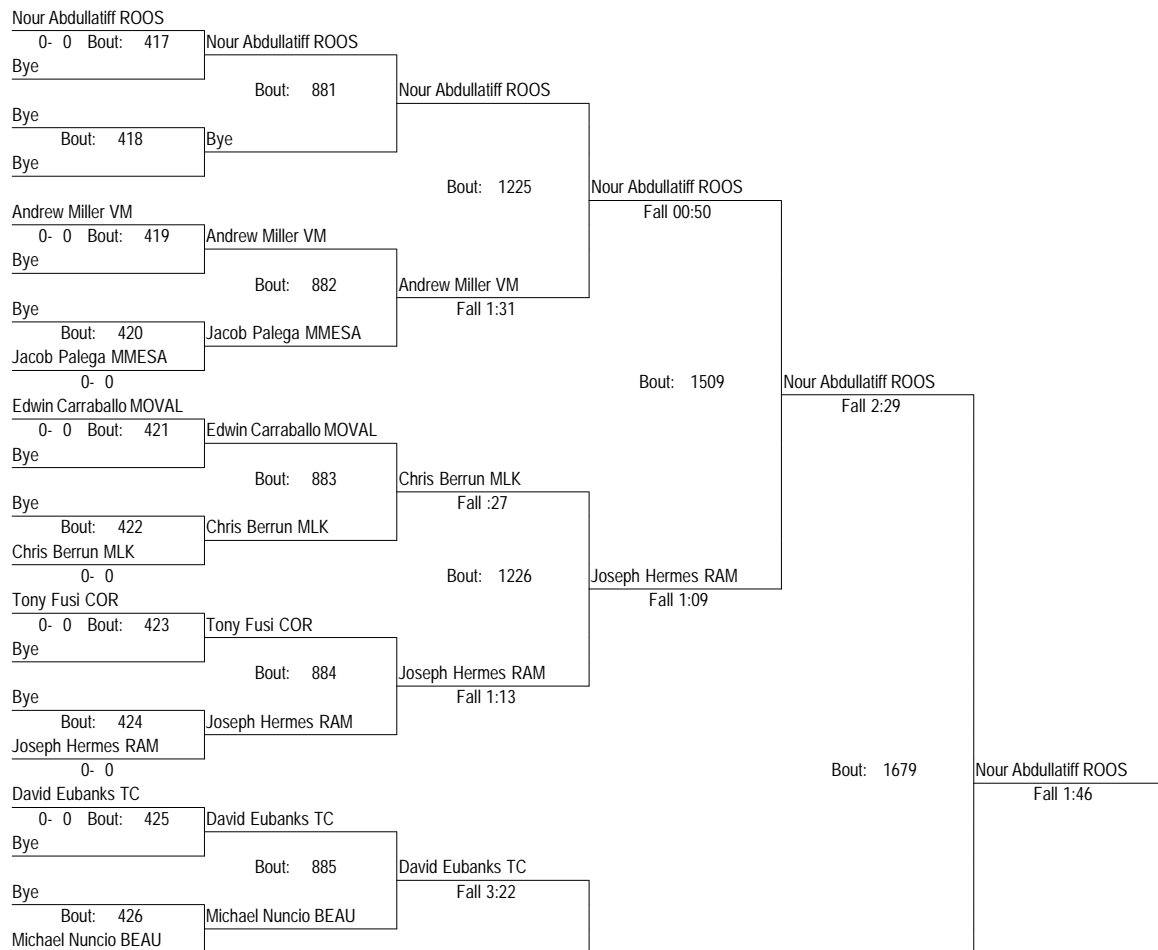 Nour Abdullatiff ROOS
0- 0 Bout: 417 Nour Abdullatiff ROOS
Bye
Bout: 881 Nour Abdullatiff ROOS
Bye
Bout: 418 Bye
Bye
Bout: 1225 Nour Abdullatiff ROOS
Andrew Miller VM Fall 00:50
0- 0 Bout: 419 Andrew Miller VM
Bye
Bout: 882 Andrew Miller VM
Bye Fall 1:31
Bout: 420 Jacob Palega MMESA
Jacob Palega MMESA
0- 0 Bout: 1509 Nour Abdullatiff ROOS
Edwin Carraballo MOVAL Fall 2:29
0- 0 Bout: 421 Edwin Carraballo MOVAL
Bye
Bout: 883 Chris Berrun MLK
Bye Fall :27
Bout: 422 Chris Berrun MLK
Chris Berrun MLK
0- 0 Bout: 1226 Joseph Hermes RAM
Tony Fusi COR Fall 1:09
0- 0 Bout: 423 Tony Fusi COR
Bye
Bout: 884 Joseph Hermes RAM
Bye Fall 1:13
Bout: 424 Joseph Hermes RAM
Joseph Hermes RAM
0- 0 Bout: 1679 Nour Abdullatiff ROOS
David Eubanks TC Fall 1:46
0- 0 Bout: 425 David Eubanks TC
Bye
Bout: 885 David Eubanks TC
Bye Fall 3:22
Bout: 426 Michael Nuncio BEAU
Michael Nuncio BEAU